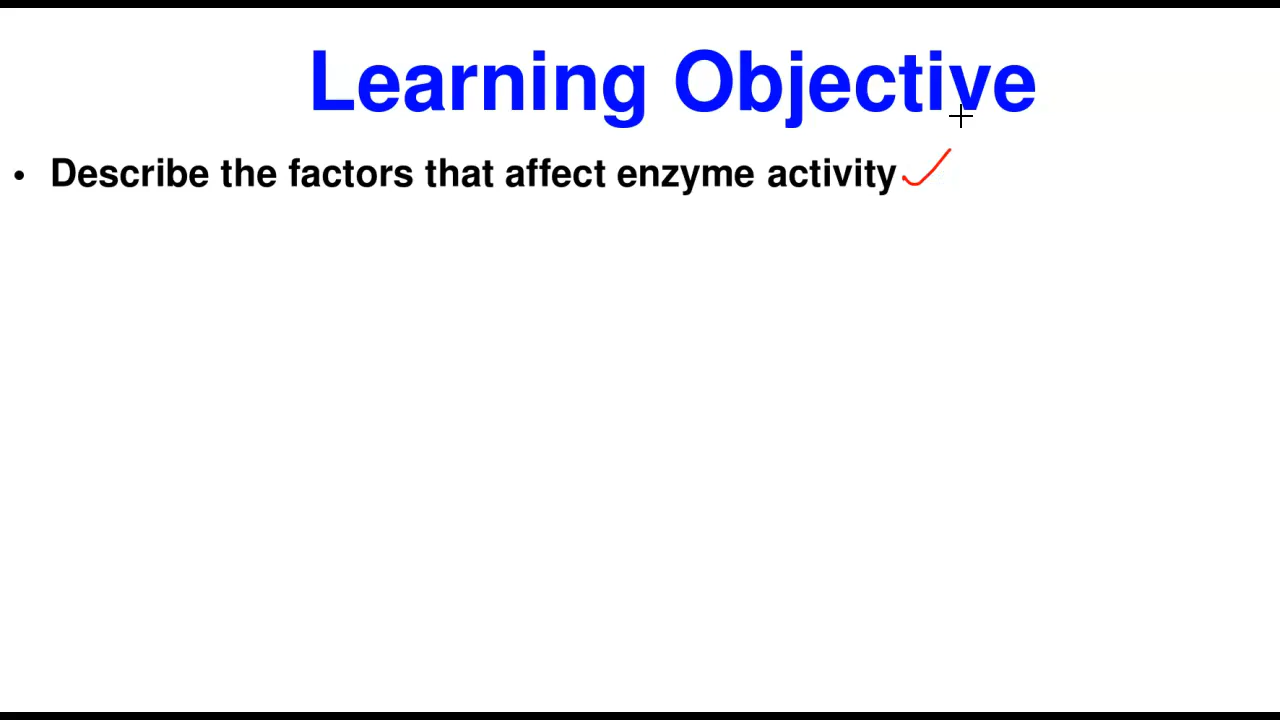 Learning Objective
• Describe the factors that affect enzyme activity